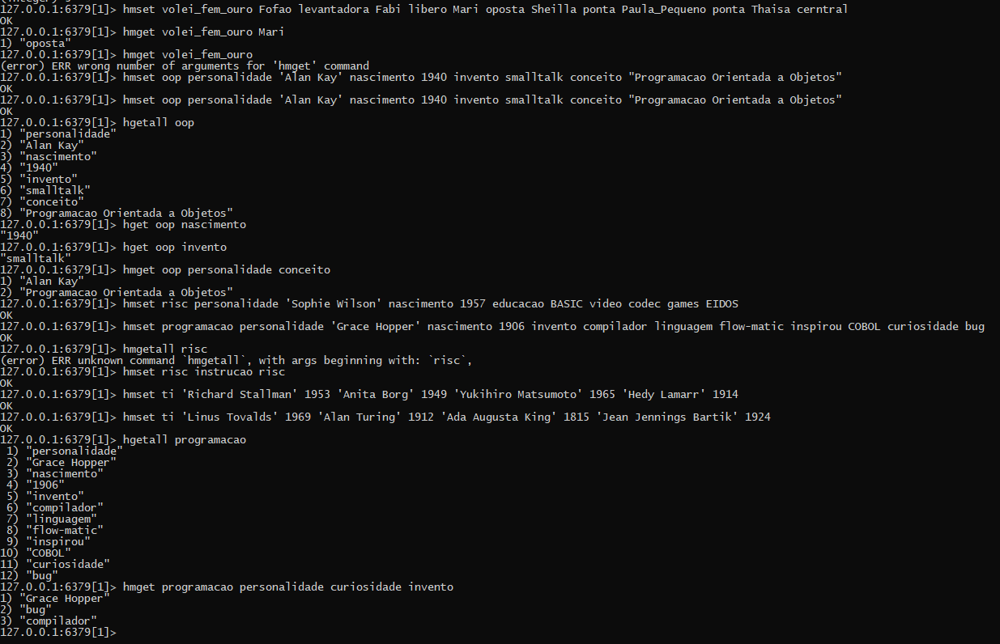 127.0.0.1:6379[1]> hmset volei_fem_ouro Fofao levantadora Fabi libero Mari oposta Sheilla ponta Paula_Pequeno ponta Thaisa cerntral
OK
127.0.0.1:6379[1]> hmget volei_fem_ouro Mari
1) "oposta"
127.0.0.1:6379[1]> hmget volei_fem_ouro
(error) ERR wrong number of arguments for 'hmget' command
127.0.0.1:6379[1]> hmset oop personalidade 'Alan Kay' nascimento 1940 invento smalltalk conceito "Programacao Orientada a Objetos"
OK
127.0.0.1:6379[1]> hmset oop personalidade 'Alan Kay' nascimento 1940 invento smalltalk conceito "Programacao Orientada a Objetos"
OK
127.0.0.1:6379[1]> hgetall oop
1) "personalidade"
2) "Alan Kay"
3) "nascimento"
4) "1940"
5) "invento"
6) "smalltalk"
7) "conceito"
8) "Programacao Orientada a Objetos"
127.0.0.1:6379[1]> hget oop nascimento
"1940"
127.0.0.1:6379[1]> hget oop invento
"smalltalk"
127.0.0.1:6379[1]> hmget oop personalidade conceito
1) "Alan Kay"
2) "Programacao Orientada a Objetos"
127.0.0.1:6379[1]> hmset risc personalidade 'Sophie Wilson' nascimento 1957 educacao BASIC video codec games EIDOS
OK
127.0.0.1:6379[1]> hmset programacao personalidade 'Grace Hopper' nascimento 1906 invento compilador linguagem flow-matic inspirou COBOL curiosidade bug
OK
127.0.0.1:6379[1]> hmgetall risc
(error) ERR unknown command `hmgetall`, with args beginning with: `risc`,
127.0.0.1:6379[1]> hmset risc instrucao risc
OK
127.0.0.1:6379[1]> hmset ti 'Richard Stallman' 1953 'Anita Borg' 1949 'Yukihiro Matsumoto' 1965 'Hedy Lamarr' 1914
OK
127.0.0.1:6379[1]> hmset ti 'Linus Tovalds' 1969 'Alan Turing' 1912 'Ada Augusta King' 1815 'Jean Jennings Bartik' 1924
OK
127.0.0.1:6379[1]> hgetall programacao
1) "personalidade"
2) "Grace Hopper"
3) "nascimento"
4) "1906"
5) "invento"
6) "compilador"
7) "linguagem"
8) "flow-matic"
9) "inspirou"
10) "COBOL"
11) "curiosidade"
12) "bug"
127.0.0.1:6379[1]> hmget programacao personalidade curiosidade invento
1) "Grace Hopper"
2) "bug"
3) "compilador"
127.0.0.1:6379[1]>